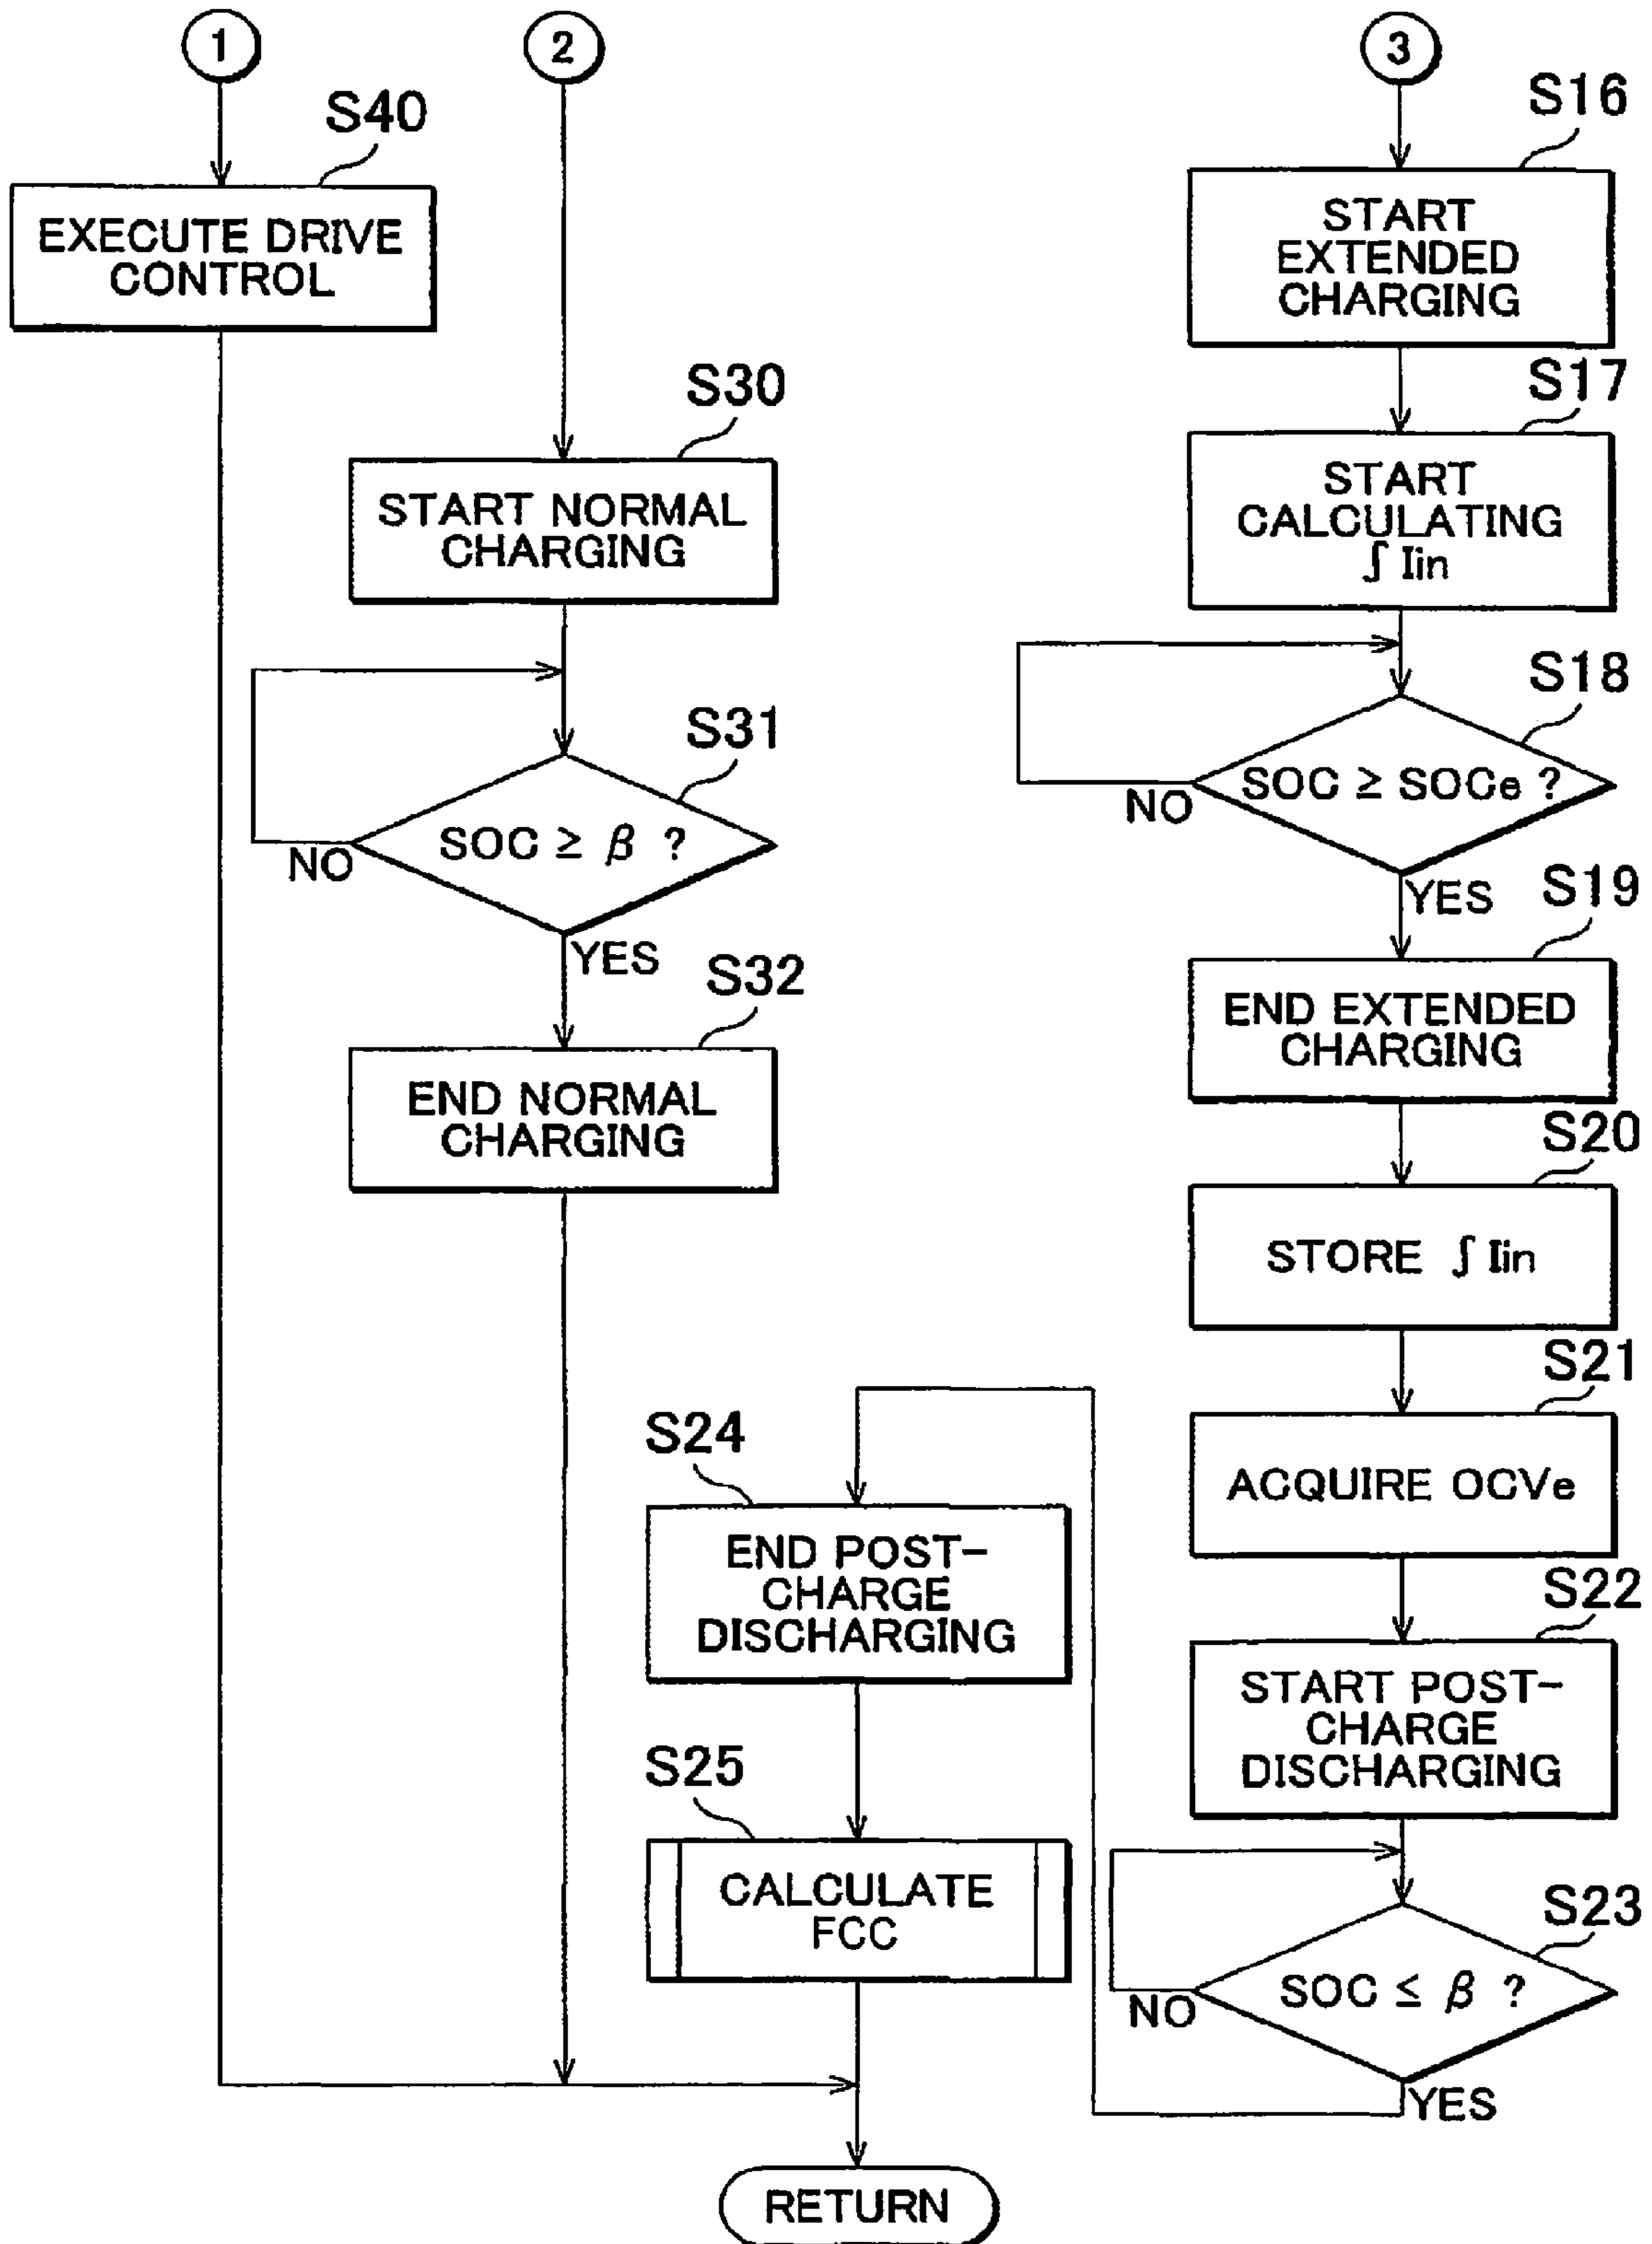 1
2
3
S40
EXECUTE DRIVE
CONTROL
S30
START NORMAL
CHARGING
S31
SOC ≥ β ?
NO
YES
S32
END NORMAL
CHARGING
S16
START
EXTENDED
CHARGING
S17
START
CALCULATING
∫ Iin
S18
SOC ≥ SOCe ?
NO
YES
S19
END EXTENDED
CHARGING
S20
STORE ∫ Iin
S21
ACQUIRE OCVe
S22
START POST-
CHARGE
DISCHARGING
S23
SOC ≤ β ?
NO
YES
S24
END POST-
CHARGE
DISCHARGING
S25
CALCULATE
FCC
RETURN